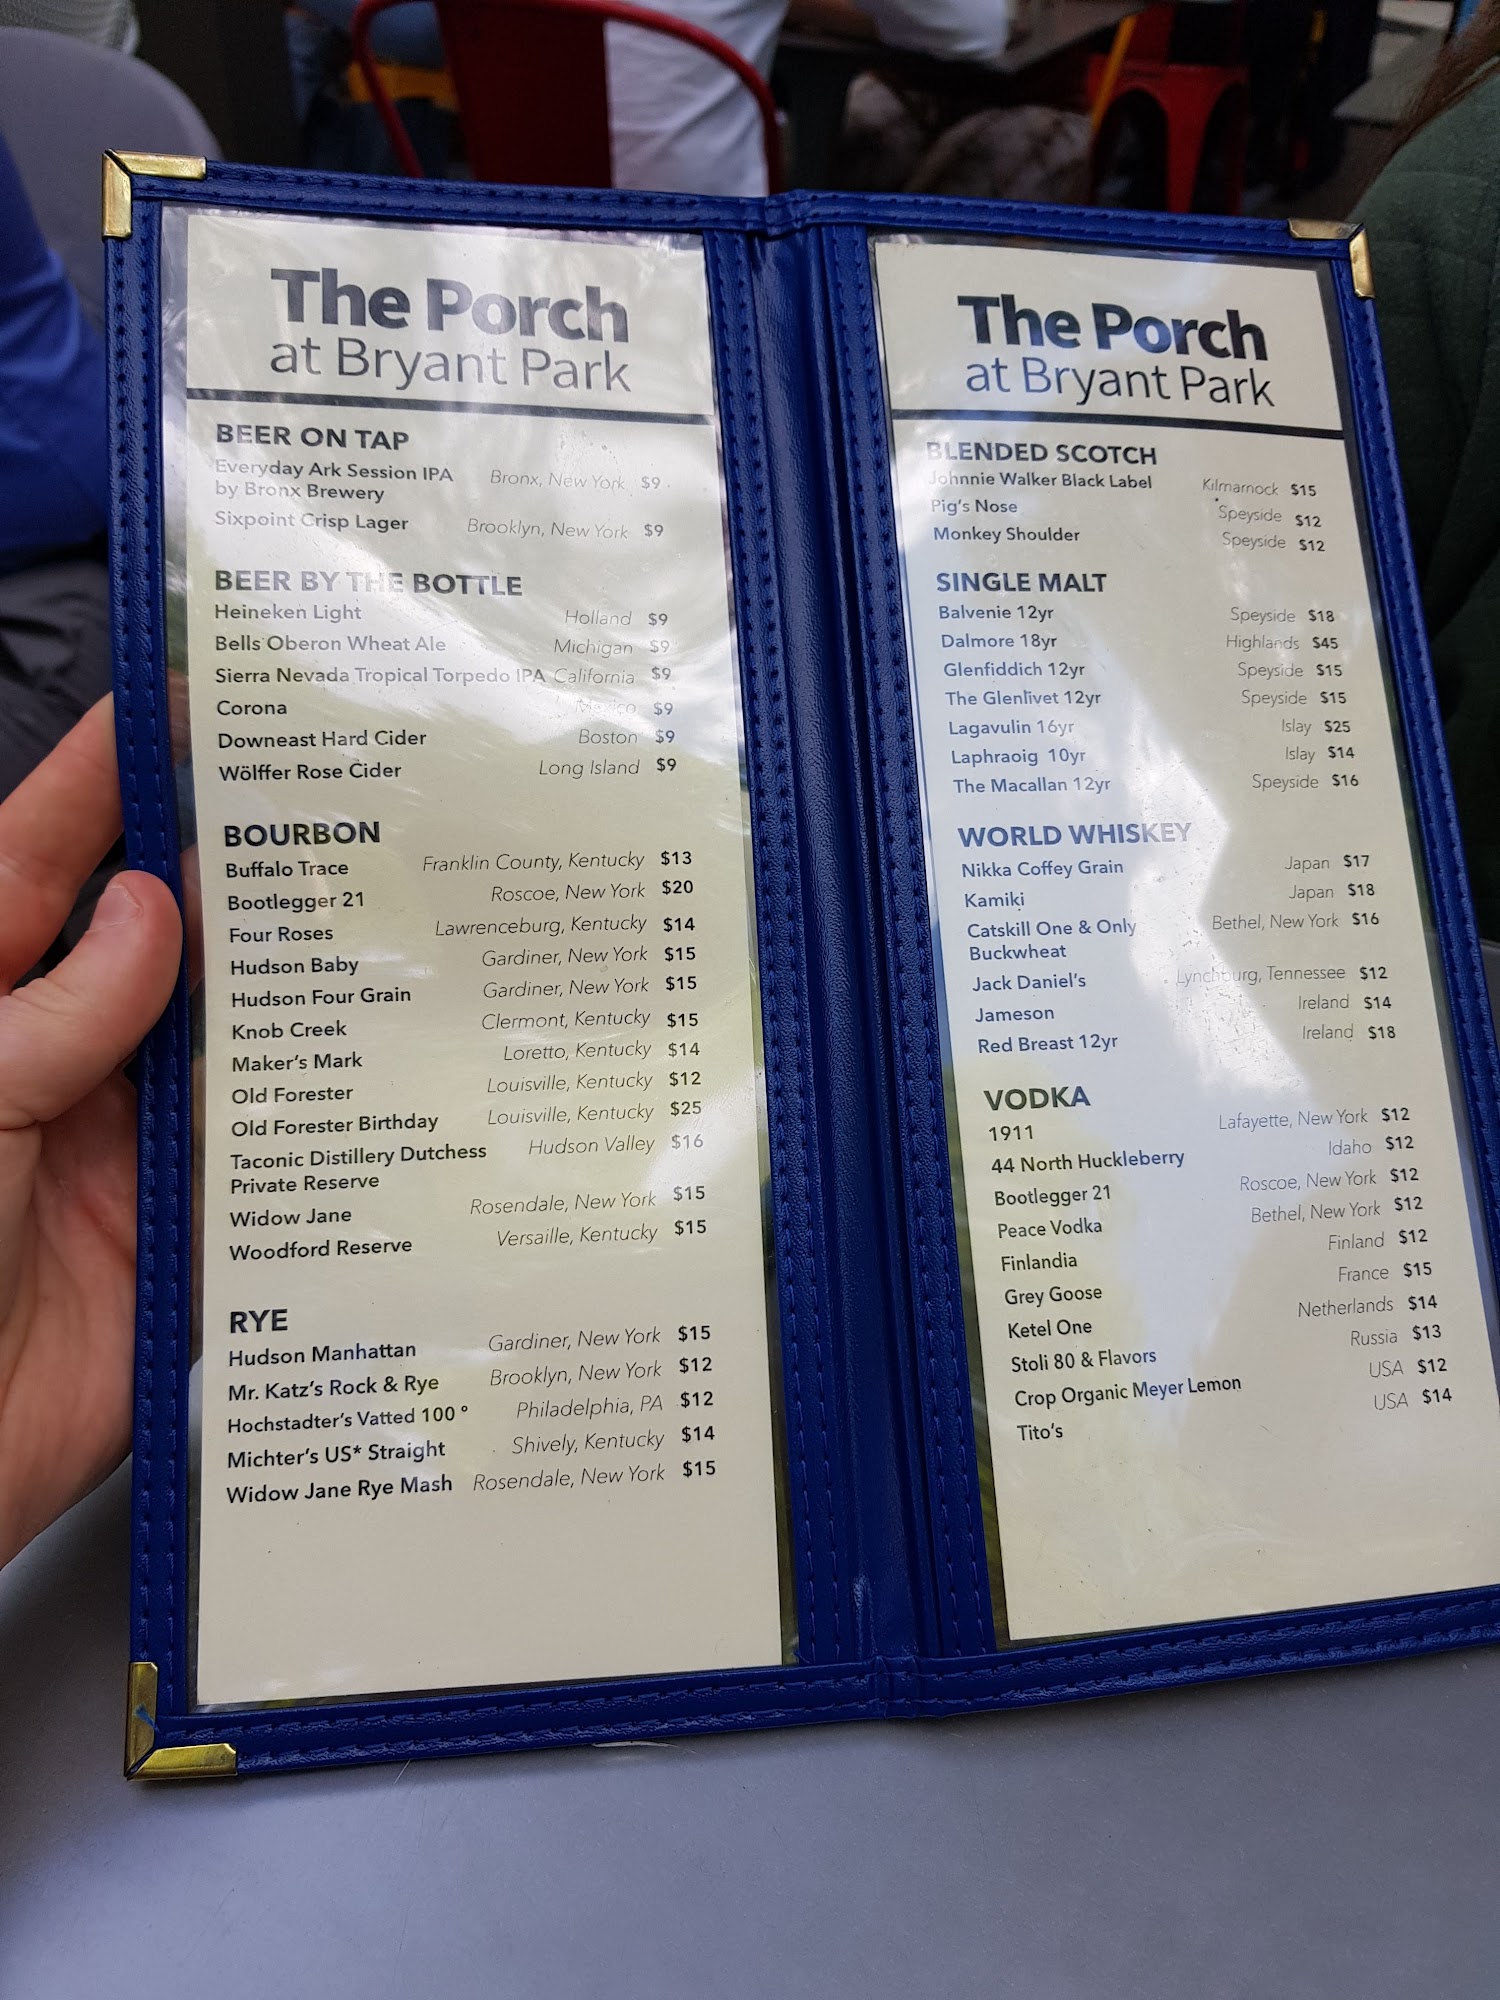 The Porch
at Bryant Park
BEER ON TAP
Everyday Ark Session IPA Bronx, New York $9
by Bronx Brewery
Sixpoint Crisp Lager Brooklyn, New York $9
BEER BY THE BOTTLE
Heineken Light Holland $9
Bells Oberon Wheat Ale Michigan $9
Sierra Nevada Tropical Torpedo IPA California $9
Corona Mexico $9
Downeast Hard Cider Boston $9
Wölffer Rose Cider Long Island $9
BOURBON
Buffalo Trace Franklin County, Kentucky $13
Bootlegger 21 Roscoe, New York $20
Four Roses Lawrenceburg, Kentucky $14
Hudson Baby Gardiner, New York $15
Hudson Four Grain Gardiner, New York $15
Knob Creek Clermont, Kentucky $15
Maker's Mark Loretto, Kentucky $14
Old Forester Louisville, Kentucky $12
Old Forester Birthday Louisville, Kentucky $25
Taconic Distillery Dutchess Hudson Valley $16
Private Reserve
Widow Jane Rosendale, New York $15
Woodford Reserve Versaille, Kentucky $15
RYE
Hudson Manhattan Gardiner, New York $15
Mr. Katz's Rock & Rye Brooklyn, New York $12
Hochstadter's Vatted 100 ° Philadelphia, PA $12
Michter's US* Straight Shively, Kentucky $14
Widow Jane Rye Mash Rosendale, New York $15
The Porch
at Bryant Park
BLENDED SCOTCH
Johnnie Walker Black Label Kilmarnock $15
Pig's Nose Speyside $12
Monkey Shoulder Speyside $12
SINGLE MALT
Balvenie 12yr Speyside $18
Dalmore 18yr Highlands $45
Glenfiddich 12yr Speyside $15
The Glenlivet 12yr Speyside $15
Lagavulin 16yr Islay $25
Laphraoig 10yr Islay $14
The Macallan 12yr Speyside $16
WORLD WHISKEY
Nikka Coffey Grain Japan $17
Kamiki Japan $18
Catskill One & Only Bethel, New York $16
Buckwheat
Jack Daniel's Lynchburg, Tennessee $12
Jameson Ireland $14
Red Breast 12yr Ireland $18
VODKA
1911 Lafayette, New York $12
44 North Huckleberry Idaho $12
Bootlegger 21 Roscoe, New York $12
Peace Vodka Bethel, New York $12
Finlandia Finland $12
Grey Goose France $15
Ketel One Netherlands $14
Stoli 80 & Flavors Russia $13
Crop Organic Meyer Lemon USA $12
Tito's USA $14